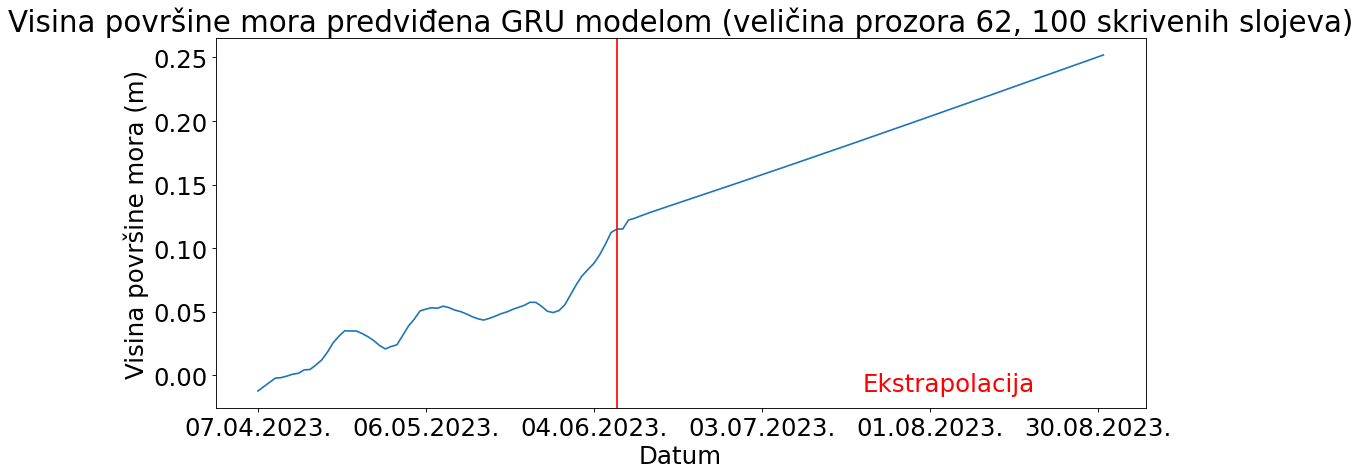 Visina površine mora predviđena GRU modelom (veličina prozora 62, 100 skrivenih slojeva)
Visina površine mora (m)
0.25
0.20
0.15
0.10
0.05
0.00
Ekstrapolacija
07.04.2023. 06.05.2023. 04.06.2023. 03.07.2023. 01.08.2023. 30.08.2023.
Datum